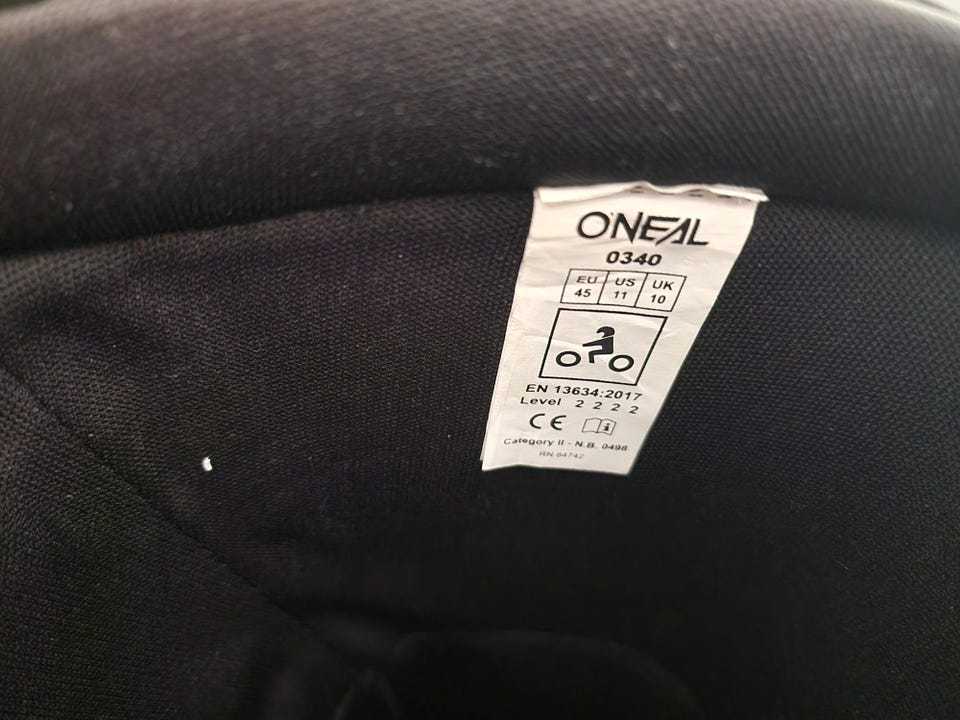 O'NEAL
0340
EU US UK
45 11 10
EN 13634:2017
Level 2 2 2 2
CE i
Category II - N.B. 0498
RN 84742